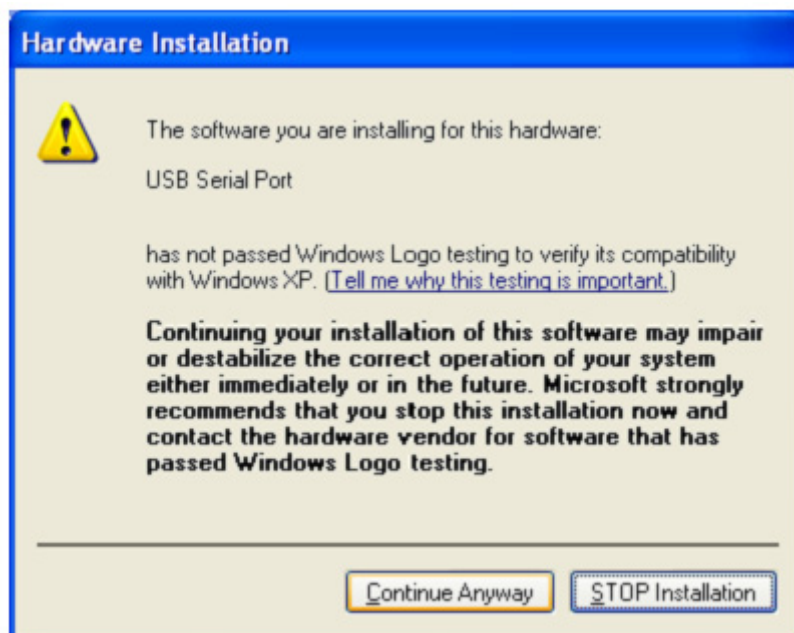 Hardware Installation
The software you are installing for this hardware:
USB Serial Port
has not passed Windows Logo testing to verify its compatibility
with Windows XP. (Tell me why this testing is important.)
Continuing your installation of this software may impair
or destabilize the correct operation of your system
either immediately or in the future. Microsoft strongly
recommends that you stop this installation now and
contact the hardware vendor for software that has
passed Windows Logo testing.
Continue Anyway
STOP Installation